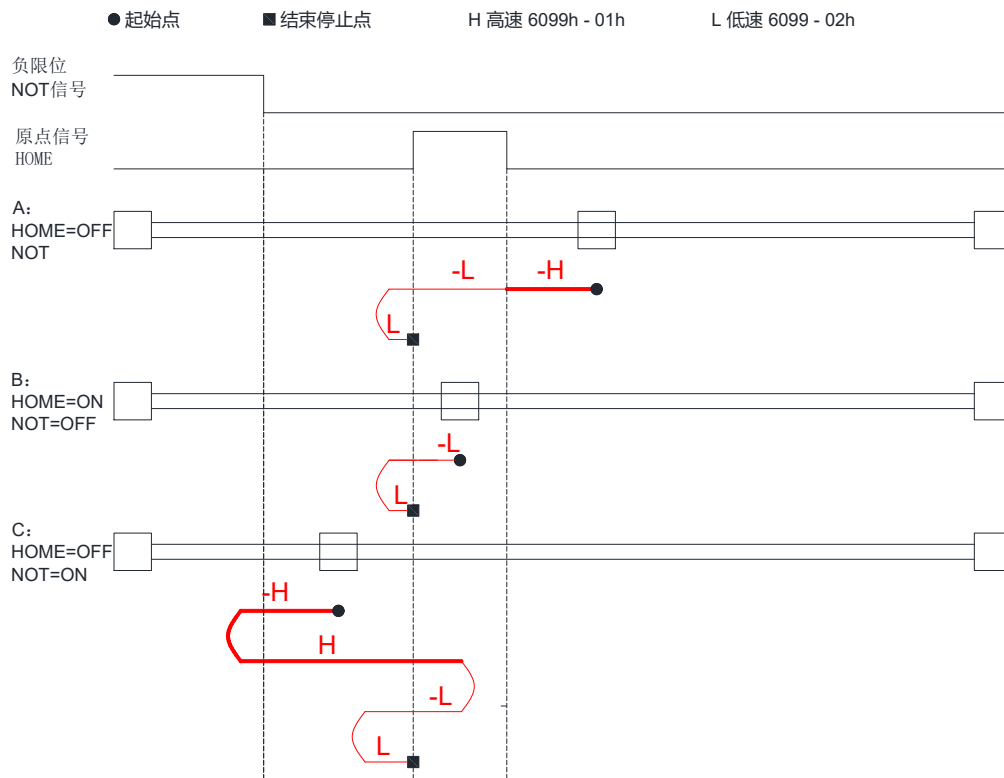 起始点
结束停止点
H 高速 6099h - 01h
L 低速 6099 - 02h
负限位
NOT信号
原点信号
HOME
A：
HOME=OFF
NOT
-L
-H
L
B：
HOME=ON
NOT=OFF
-L
L
C：
HOME=OFF
NOT=ON
-H
H
-L
L